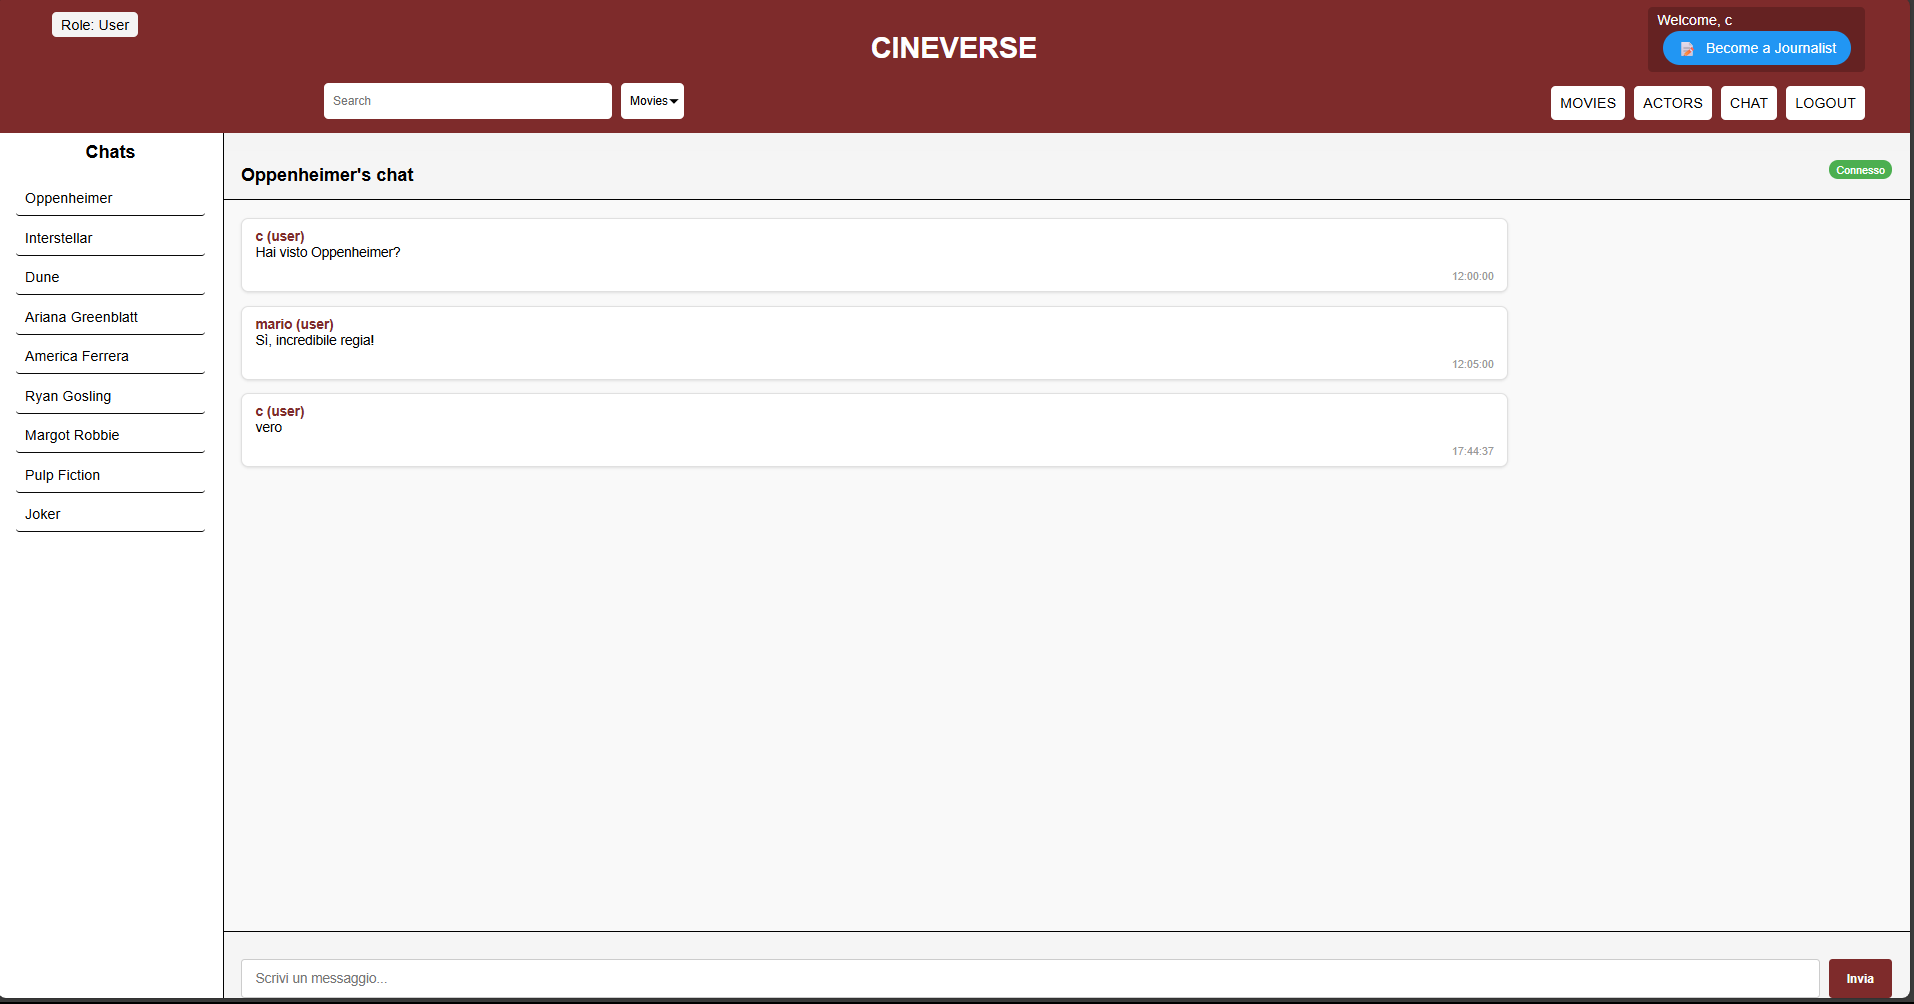 Role: User
CINEVERSE
Welcome, c
Become a Journalist
Search
Movies
MOVIES
ACTORS
CHAT
LOGOUT
Chats
Oppenheimer
Interstellar
Dune
Ariana Greenblatt
America Ferrera
Ryan Gosling
Margot Robbie
Pulp Fiction
Joker
Oppenheimer's chat
Connesso
c (user)
Hai visto Oppenheimer?
12:00:00
mario (user)
Sì, incredibile regia!
12:05:00
c (user)
vero
17:44:37
Scrivi un messaggio...
Invia